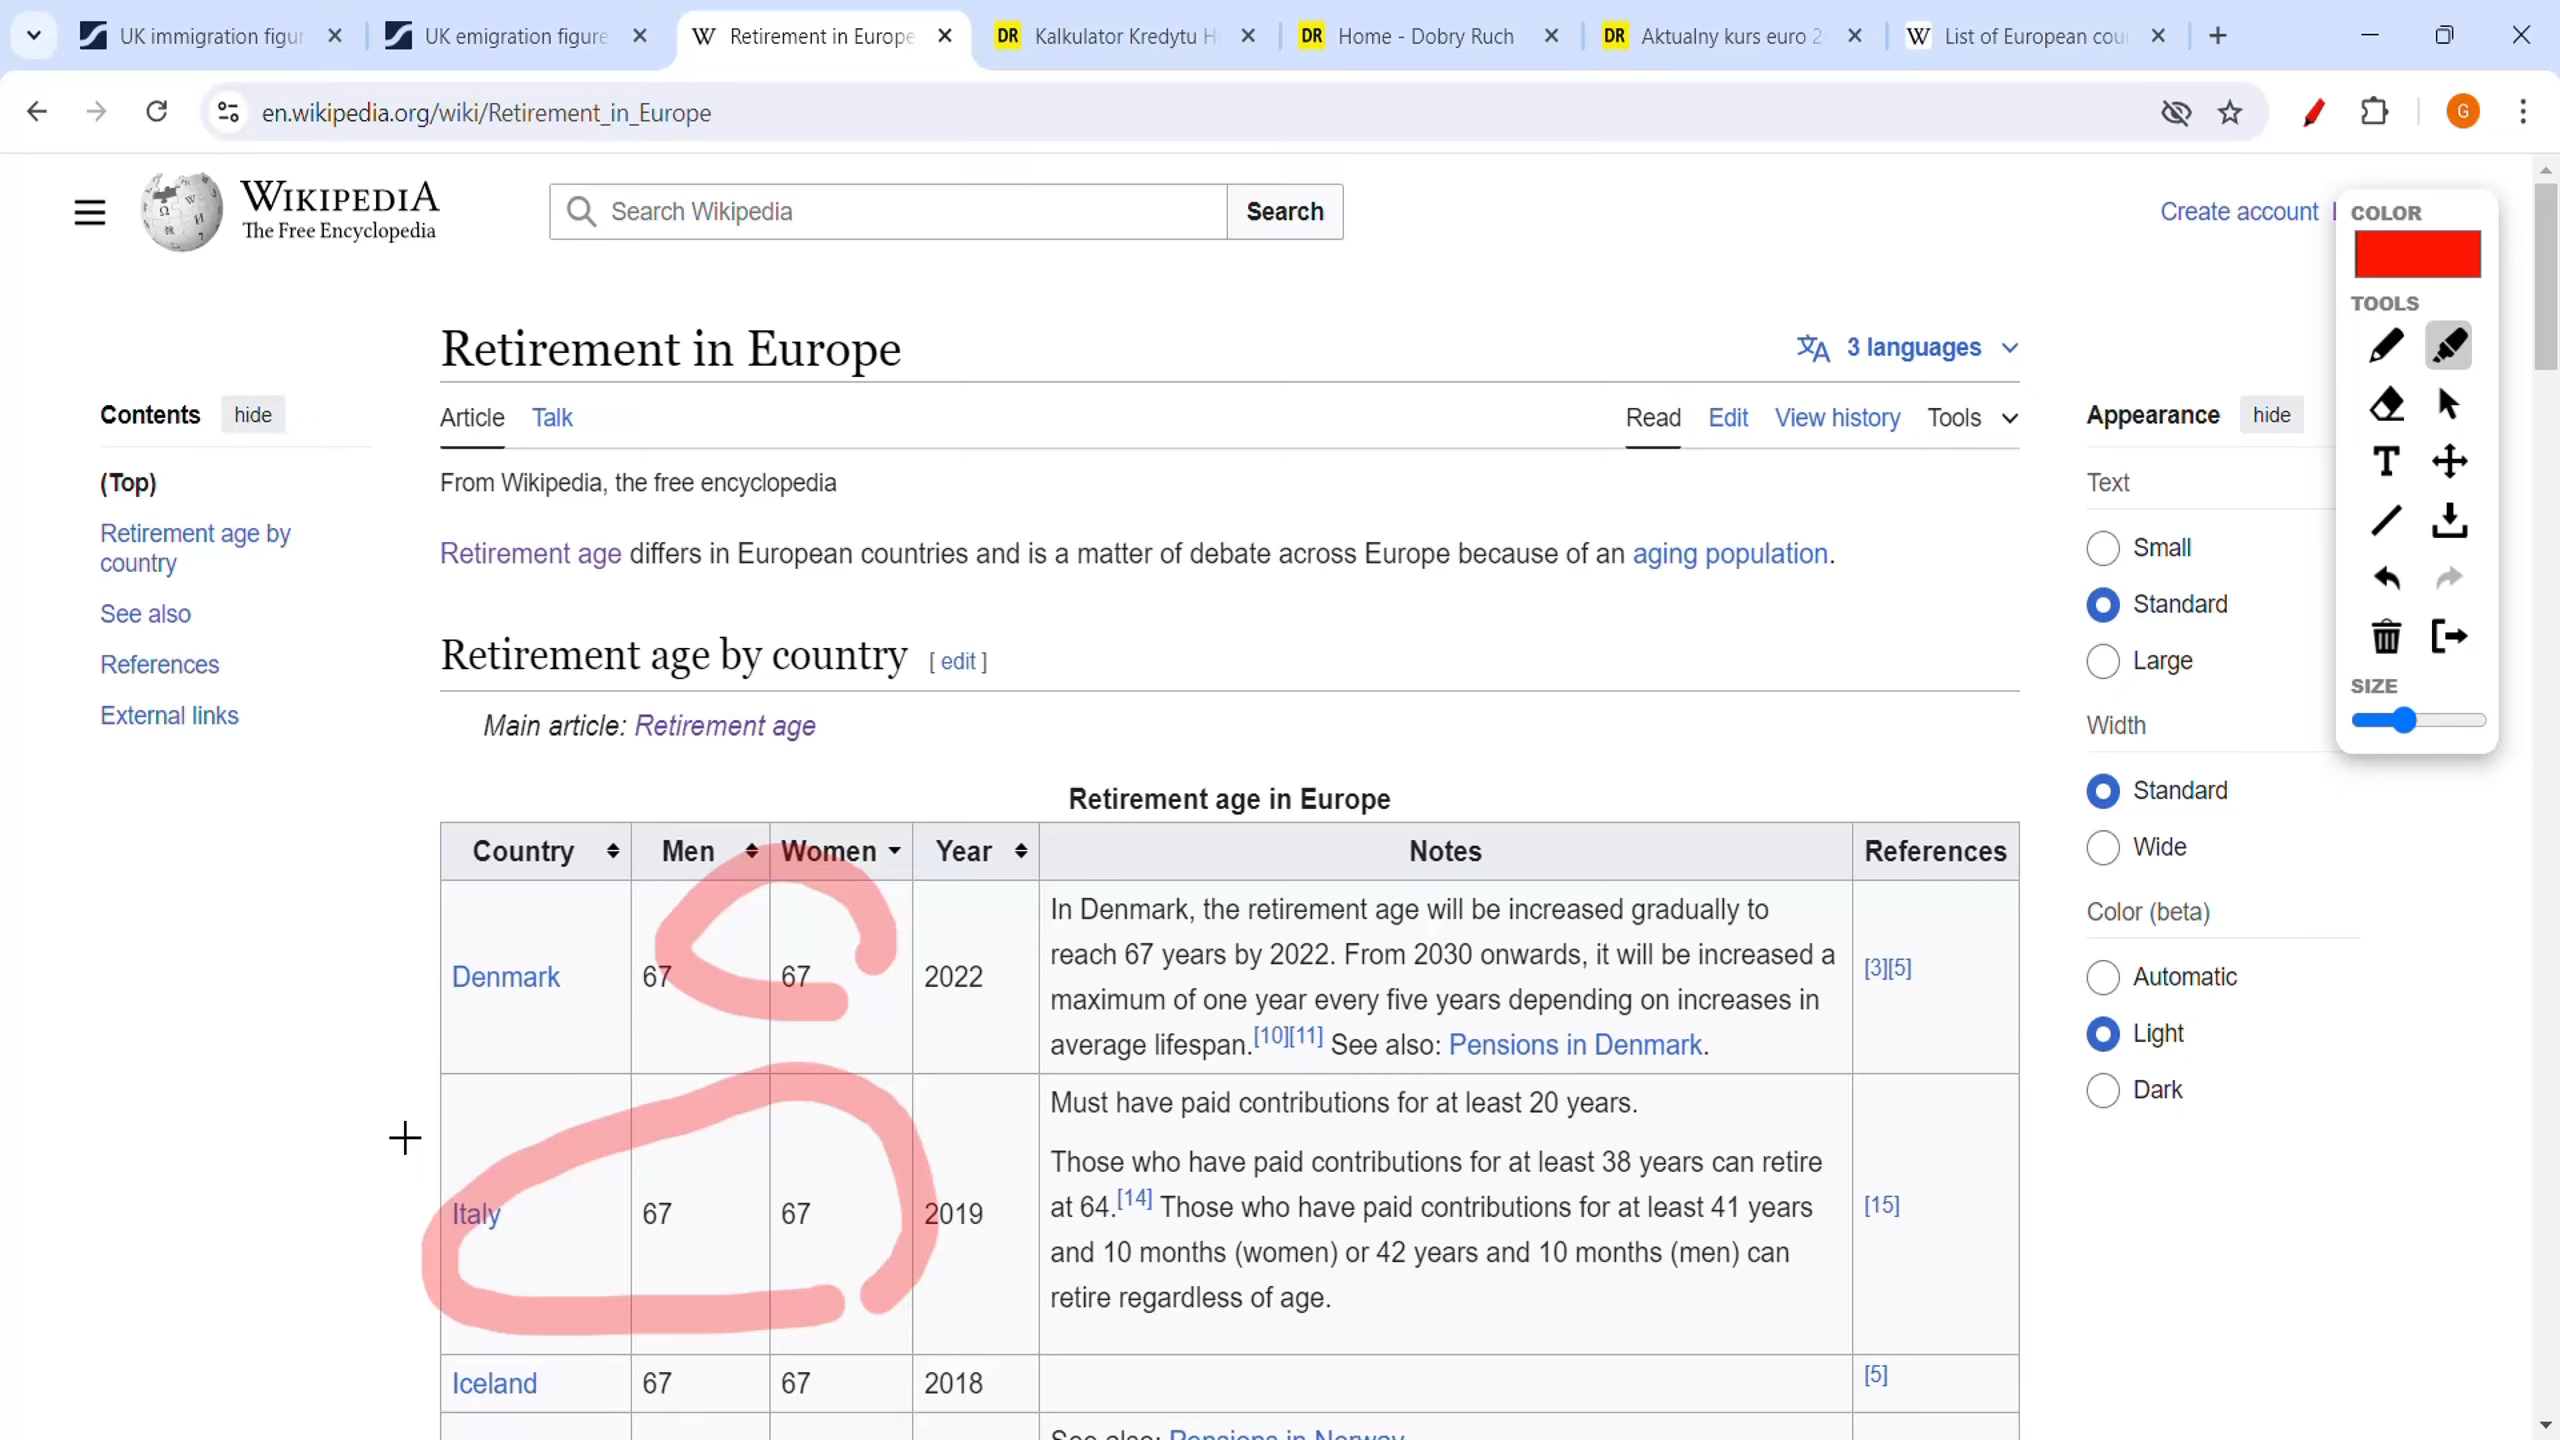 UK immigration figur
UK emigration figure
Retirement in Europe
DR Kalkulator Kredytu H
DR Home - Dobry Ruch
DR Aktualny kurs euro 2
List of European cou
en.wikipedia.org/wiki/Retirement_in_Europe
G
WIKIPEDIA
The Free Encyclopedia
Search Wikipedia
Search
Create account
COLOR
TOOLS
T
SIZE
Contents hide
(Top)
Retirement age by
country
See also
References
External links
Retirement in Europe
3 languages
Article Talk
Read Edit View history Tools
From Wikipedia, the free encyclopedia
Retirement age differs in European countries and is a matter of debate across Europe because of an aging population.
Retirement age by country [ edit ]
Main article: Retirement age
Retirement age in Europe
Country Men Women Year Notes References
Denmark 67 67 2022
In Denmark, the retirement age will be increased gradually to
reach 67 years by 2022. From 2030 onwards, it will be increased a
maximum of one year every five years depending on increases in
average lifespan.[10][11] See also: Pensions in Denmark.
[3][5]
Italy 67 67 2019
Must have paid contributions for at least 20 years.
Those who have paid contributions for at least 38 years can retire
at 64.[14] Those who have paid contributions for at least 41 years
and 10 months (women) or 42 years and 10 months (men) can
retire regardless of age.
[15]
Iceland 67 67 2018 [5]
See also: Pensions in Norway
Appearance hide
Text
Small
Standard
Large
Width
Standard
Wide
Color (beta)
Automatic
Light
Dark